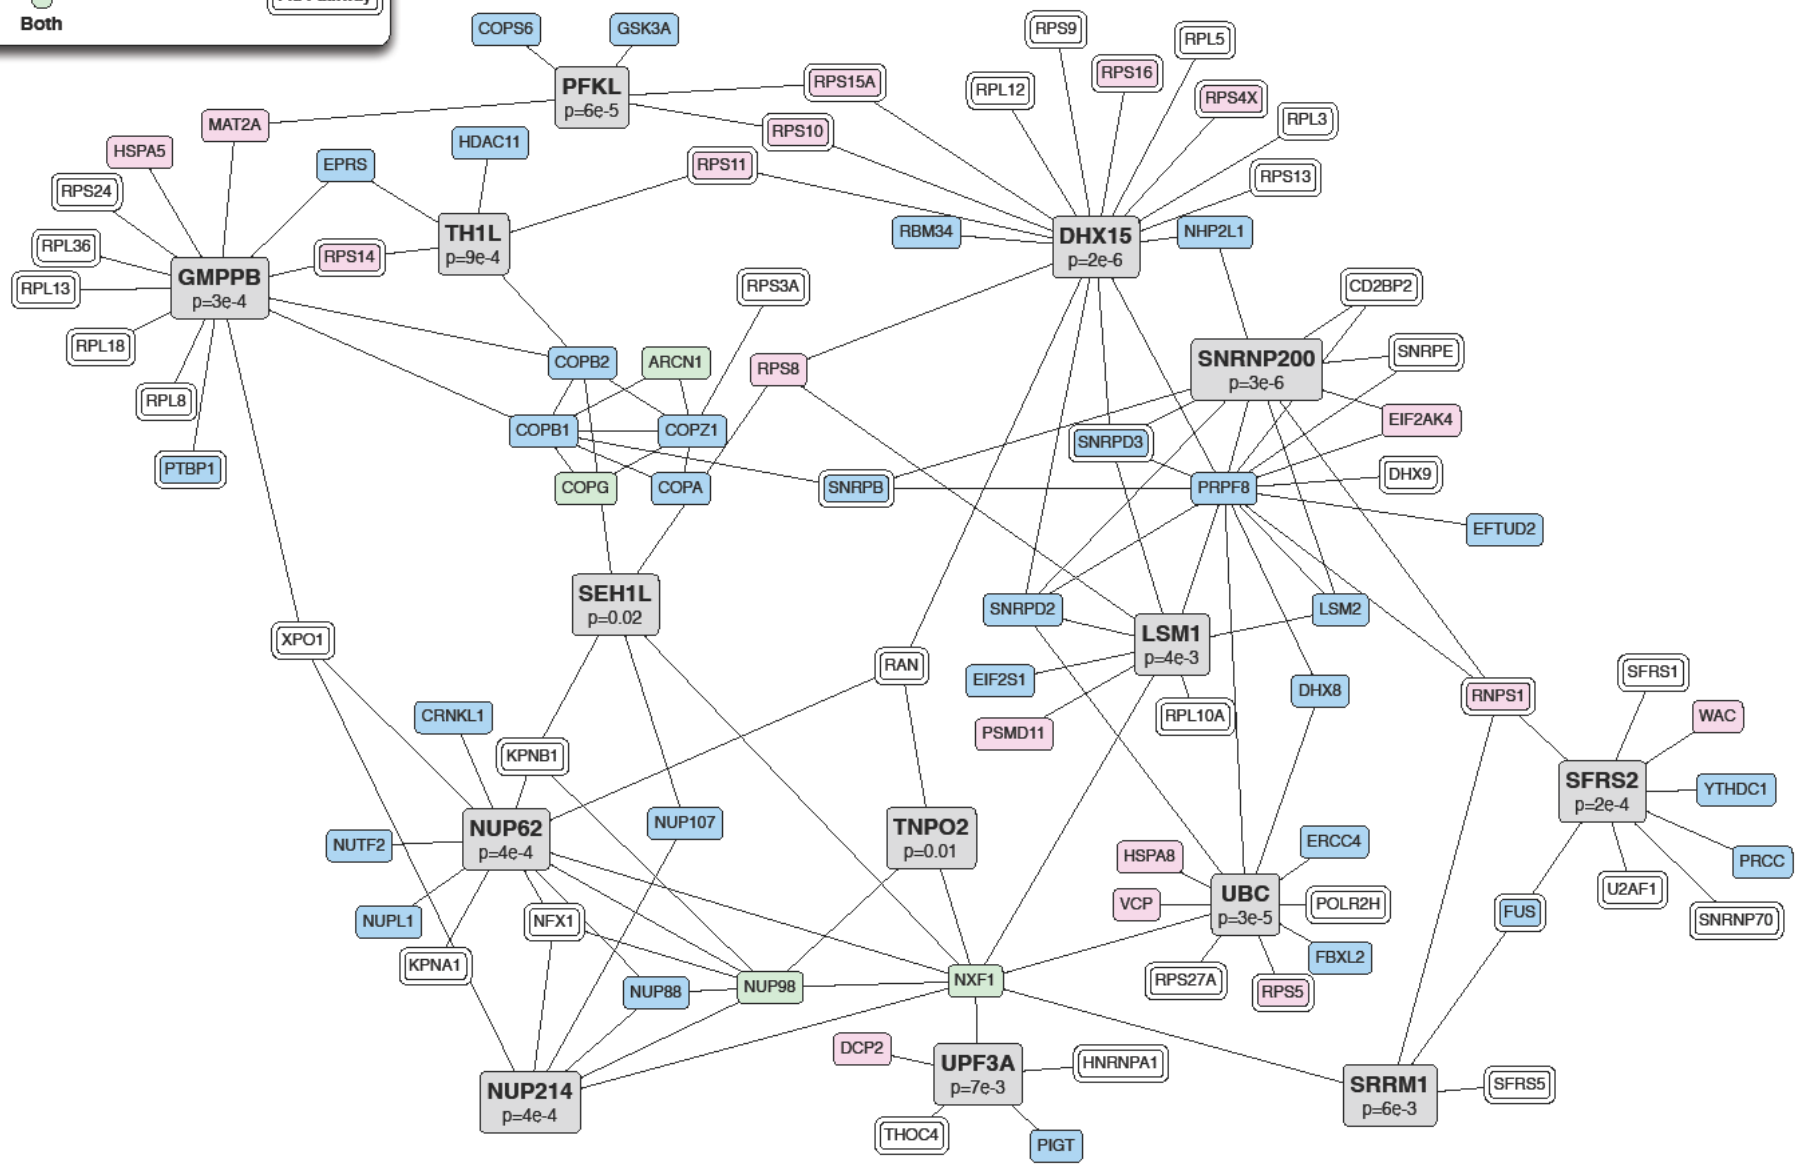 Both
COPS6
GSK3A
RPS9
RPL5
PFKL
p=6e-5
RPS15A
RPL12
RPS16
RPS4X
MAT2A
RPS10
RPL3
HSPA5
HDAC11
EPRS
RPS11
RPS13
RPS24
TH1L
p=9e-4
RBM34
DHX15
p=2e-6
NHP2L1
RPL36
RPS14
GMPPB
p=3e-4
RPL13
RPS3A
CD2BP2
RPL18
COPB2
ARCN1
RPS8
SNRNP200
p=3e-6
SNRPE
RPL8
COPB1
COPZ1
SNRPD3
EIF2AK4
PTBP1
COPG
COPA
SNRPB
PRPF8
DHX9
EFTUD2
SEH1L
p=0.02
SNRPD2
LSM2
XPO1
LSM1
p=4e-3
RAN
EIF2S1
DHX8
RNPS1
SFRS1
CRNKL1
PSMD11
RPL10A
WAC
KPNB1
SFRS2
p=2e-4
YTHDC1
NUP62
p=4e-4
NUP107
TNPO2
p=0.01
NUTF2
HSPA8
ERCC4
PRCC
NUPL1
NFX1
VCP
UBC
p=3e-5
POLR2H
U2AF1
FUS
SNRNP70
KPNA1
FBXL2
NUP88
NUP98
NXF1
RPS27A
RPS5
DCP2
UPF3A
p=7e-3
HNRNPA1
NUP214
p=4e-4
SRRM1
p=6e-3
SFRS5
THOC4
PIGT